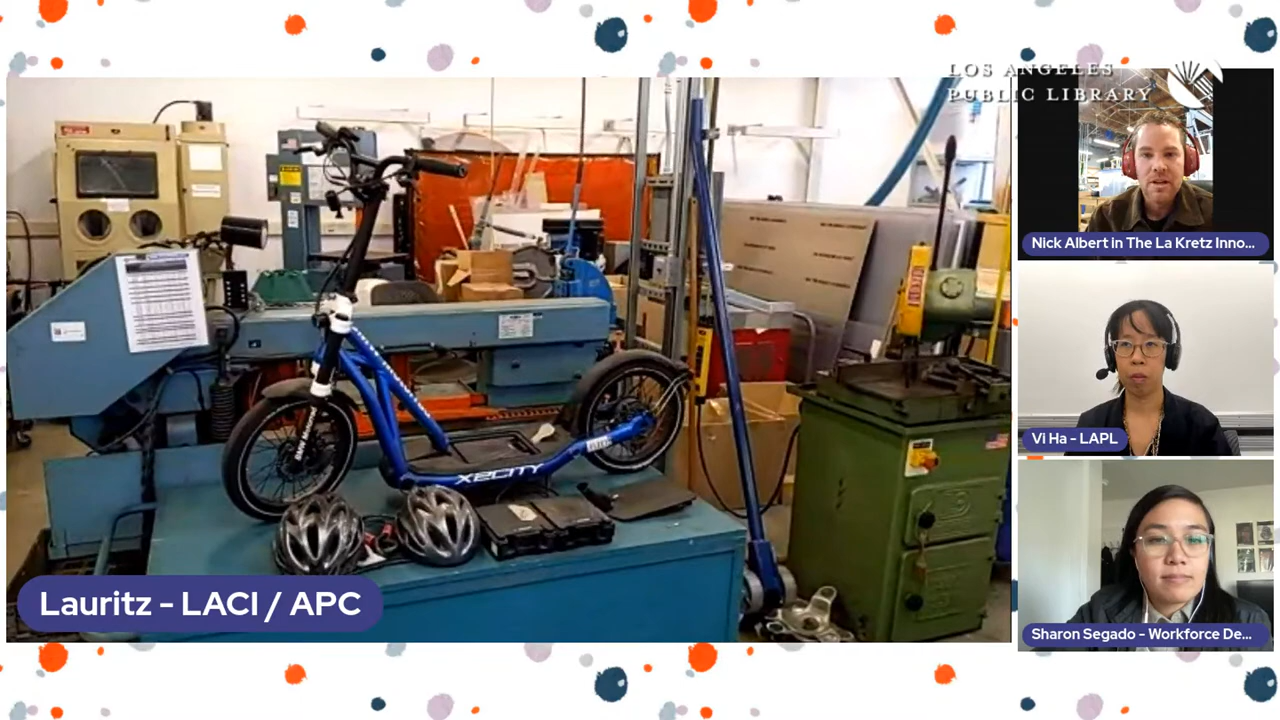 LOS ANGELES
PUBLIC LIBRARY
Nick Albert in The La Kretz Inno...
Vi Ha - LAPL
X2CITY
Lauritz - LACI / APC
Sharon Segado - Workforce De...